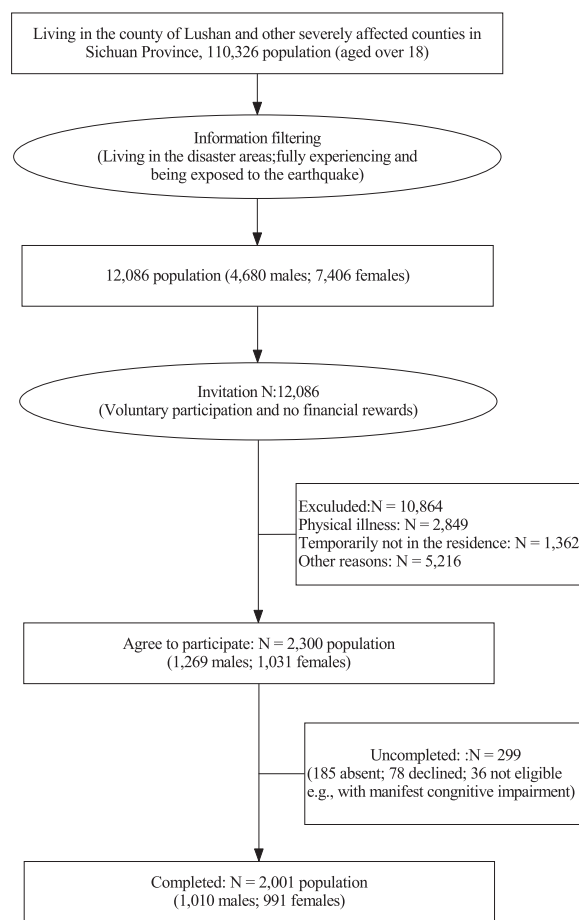 Living in the county of Lushan and other severely affected counties in
Sichuan Province, 110,326 population (aged over 18)
Information filtering
(Living in the disaster areas;fully experiencing and
being exposed to the earthquake)
12,086 population (4,680 males; 7,406 females)
Invitation N:12,086
(Voluntary participation and no financial rewards)
Exculuded:N = 10,864
Physical illness: N = 2,849
Temporarily not in the residence: N = 1,362
Other reasons: N = 5,216
Agree to participate: N = 2,300 population
(1,269 males; 1,031 females)
Uncompleted: :N = 299
(185 absent; 78 declined; 36 not eligible
e.g., with manifest congnitive impairment)
Completed: N = 2,001 population
(1,010 males; 991 females)